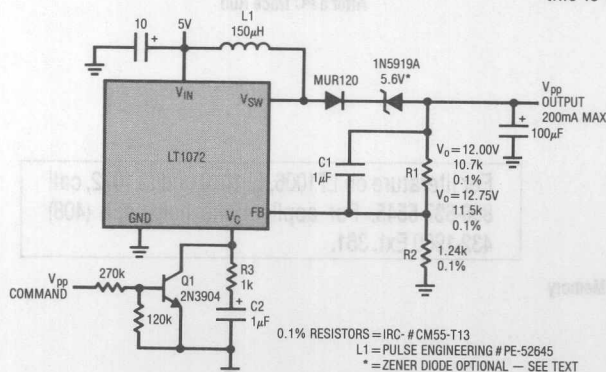 10
5V
L1
150µH
VIN
VSW
LT1072
GND
VC
FB
MUR120
1N5919A
5.6V*
Vpp
OUTPUT
200mA MAX
100µF
C1
1µF
R1
VO=12.00V
10.7k
0.1%
VO=12.75V
11.5k
0.1%
R2
1.24k
0.1%
Vpp
COMMAND
270k
120k
Q1
2N3904
R3
1k
C2
1µF
0.1% RESISTORS = IRC- # CM55-T13
L1 = PULSE ENGINEERING # PE-52645
* = ZENER DIODE OPTIONAL — SEE TEXT